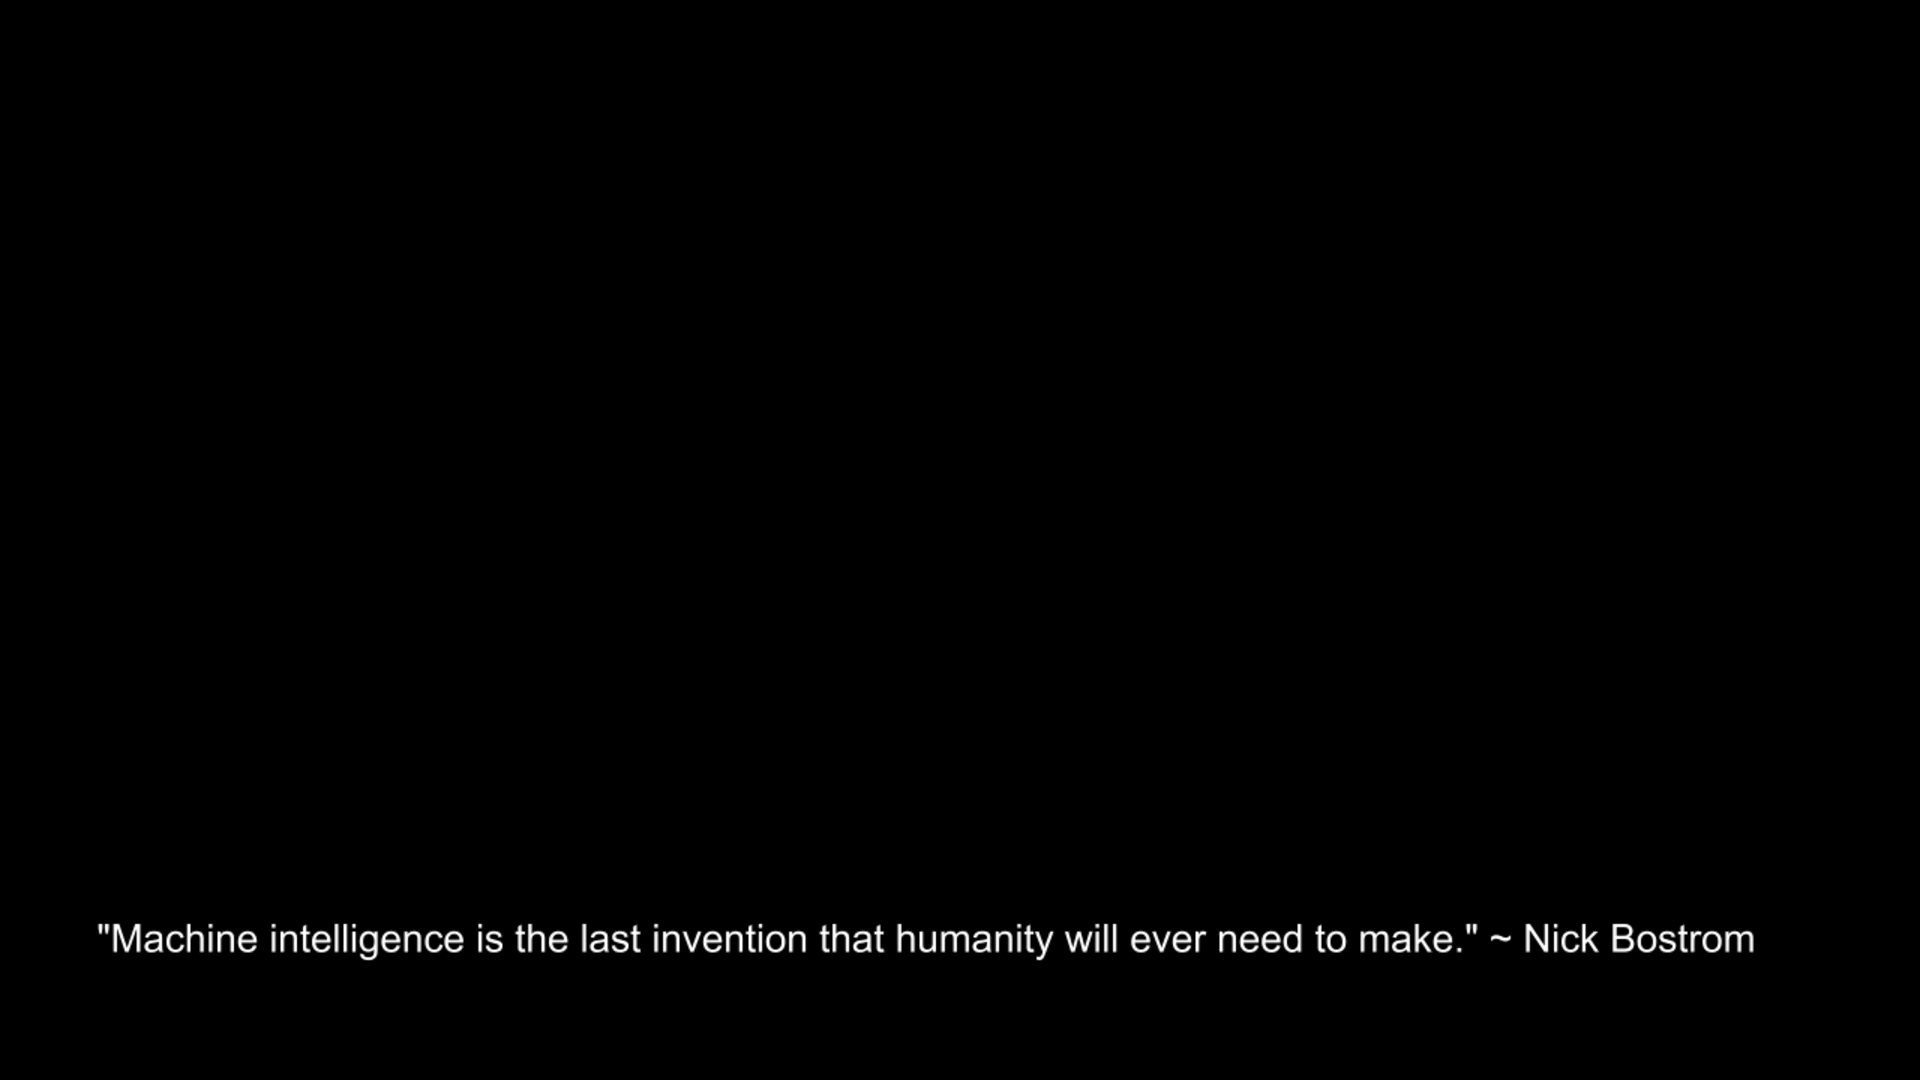 "Machine intelligence is the last invention that humanity will ever need to make." ~ Nick Bostrom